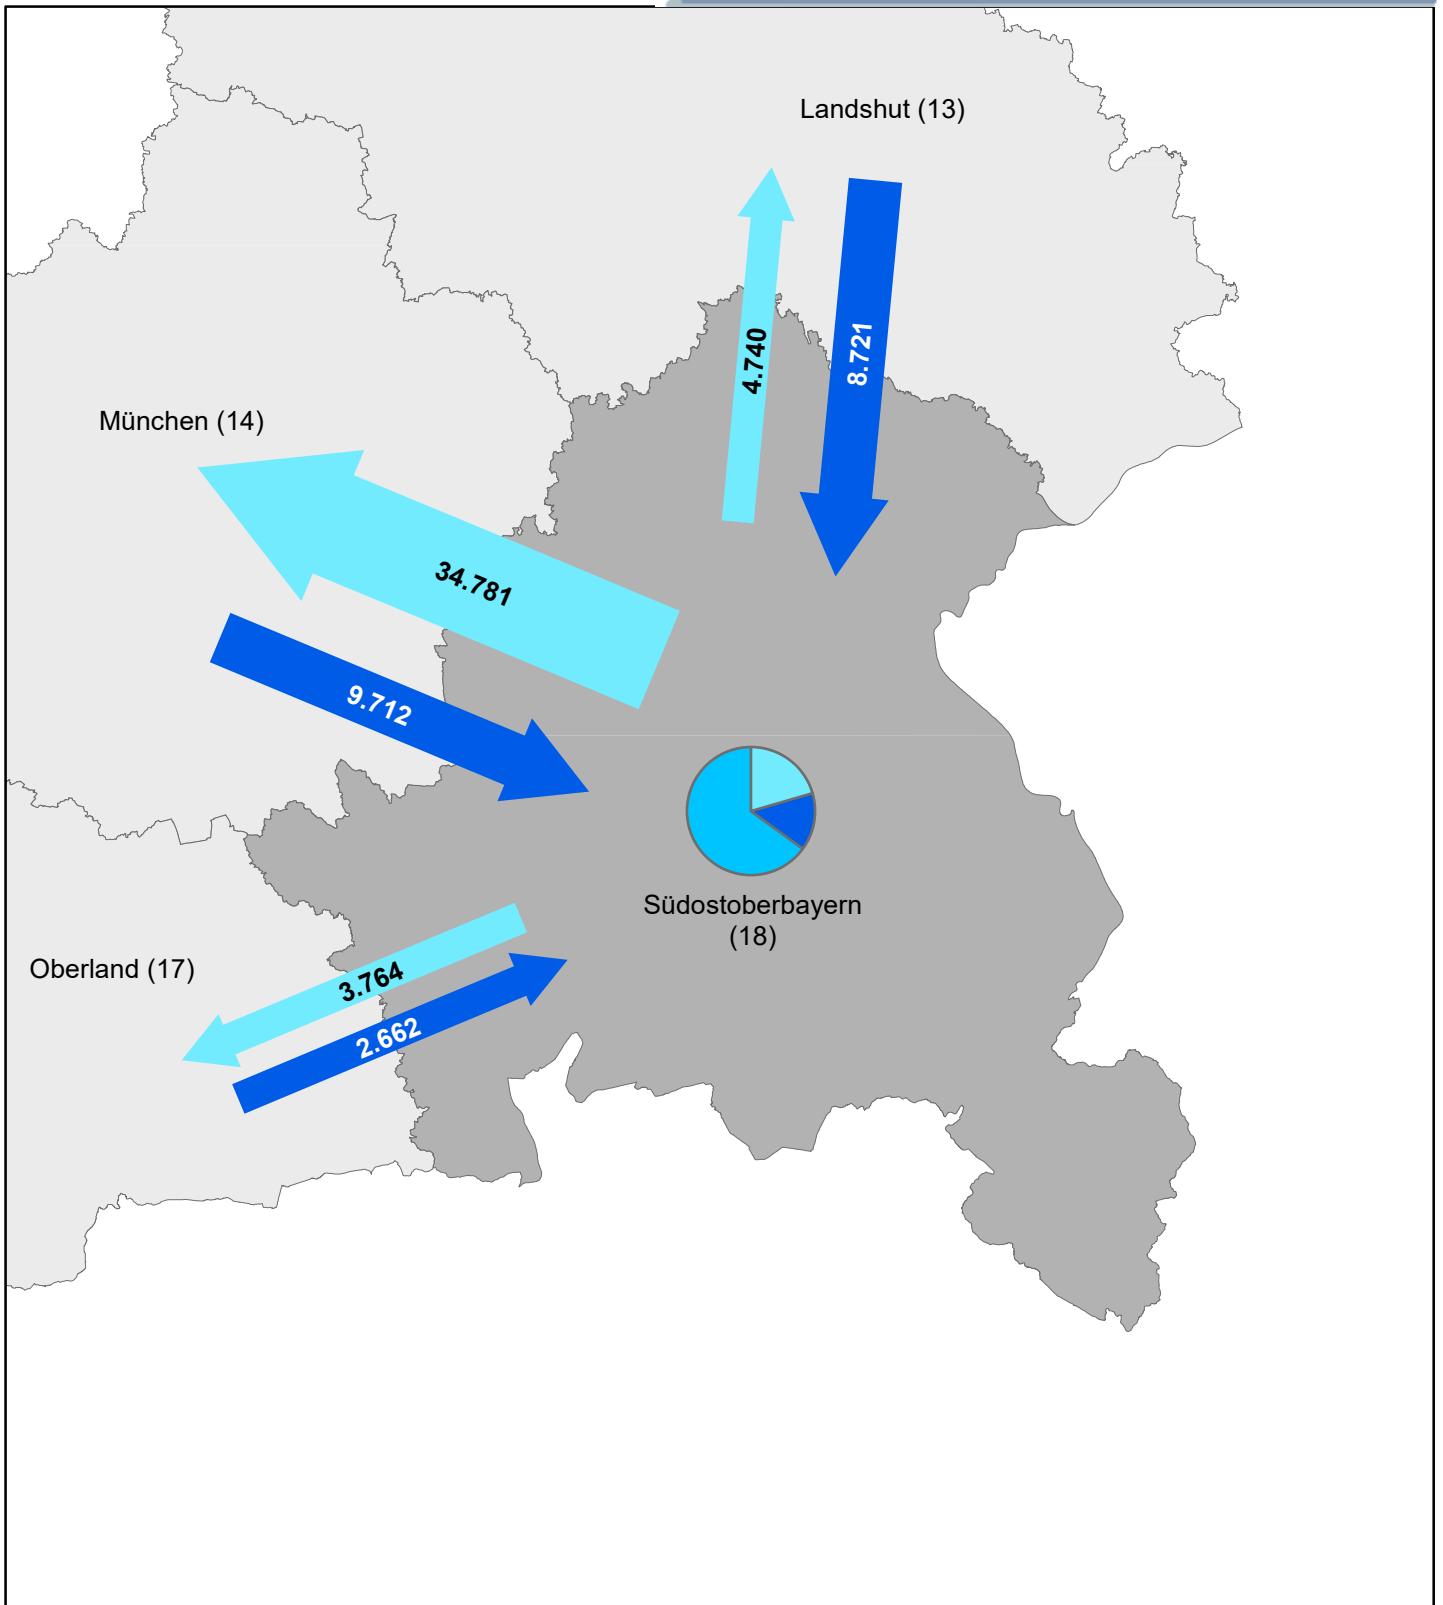 Landshut (13)
4.740
8.721
München (14)
34.781
9.712
Südostoberbayern
(18)
Oberland (17)
3.764
2.662